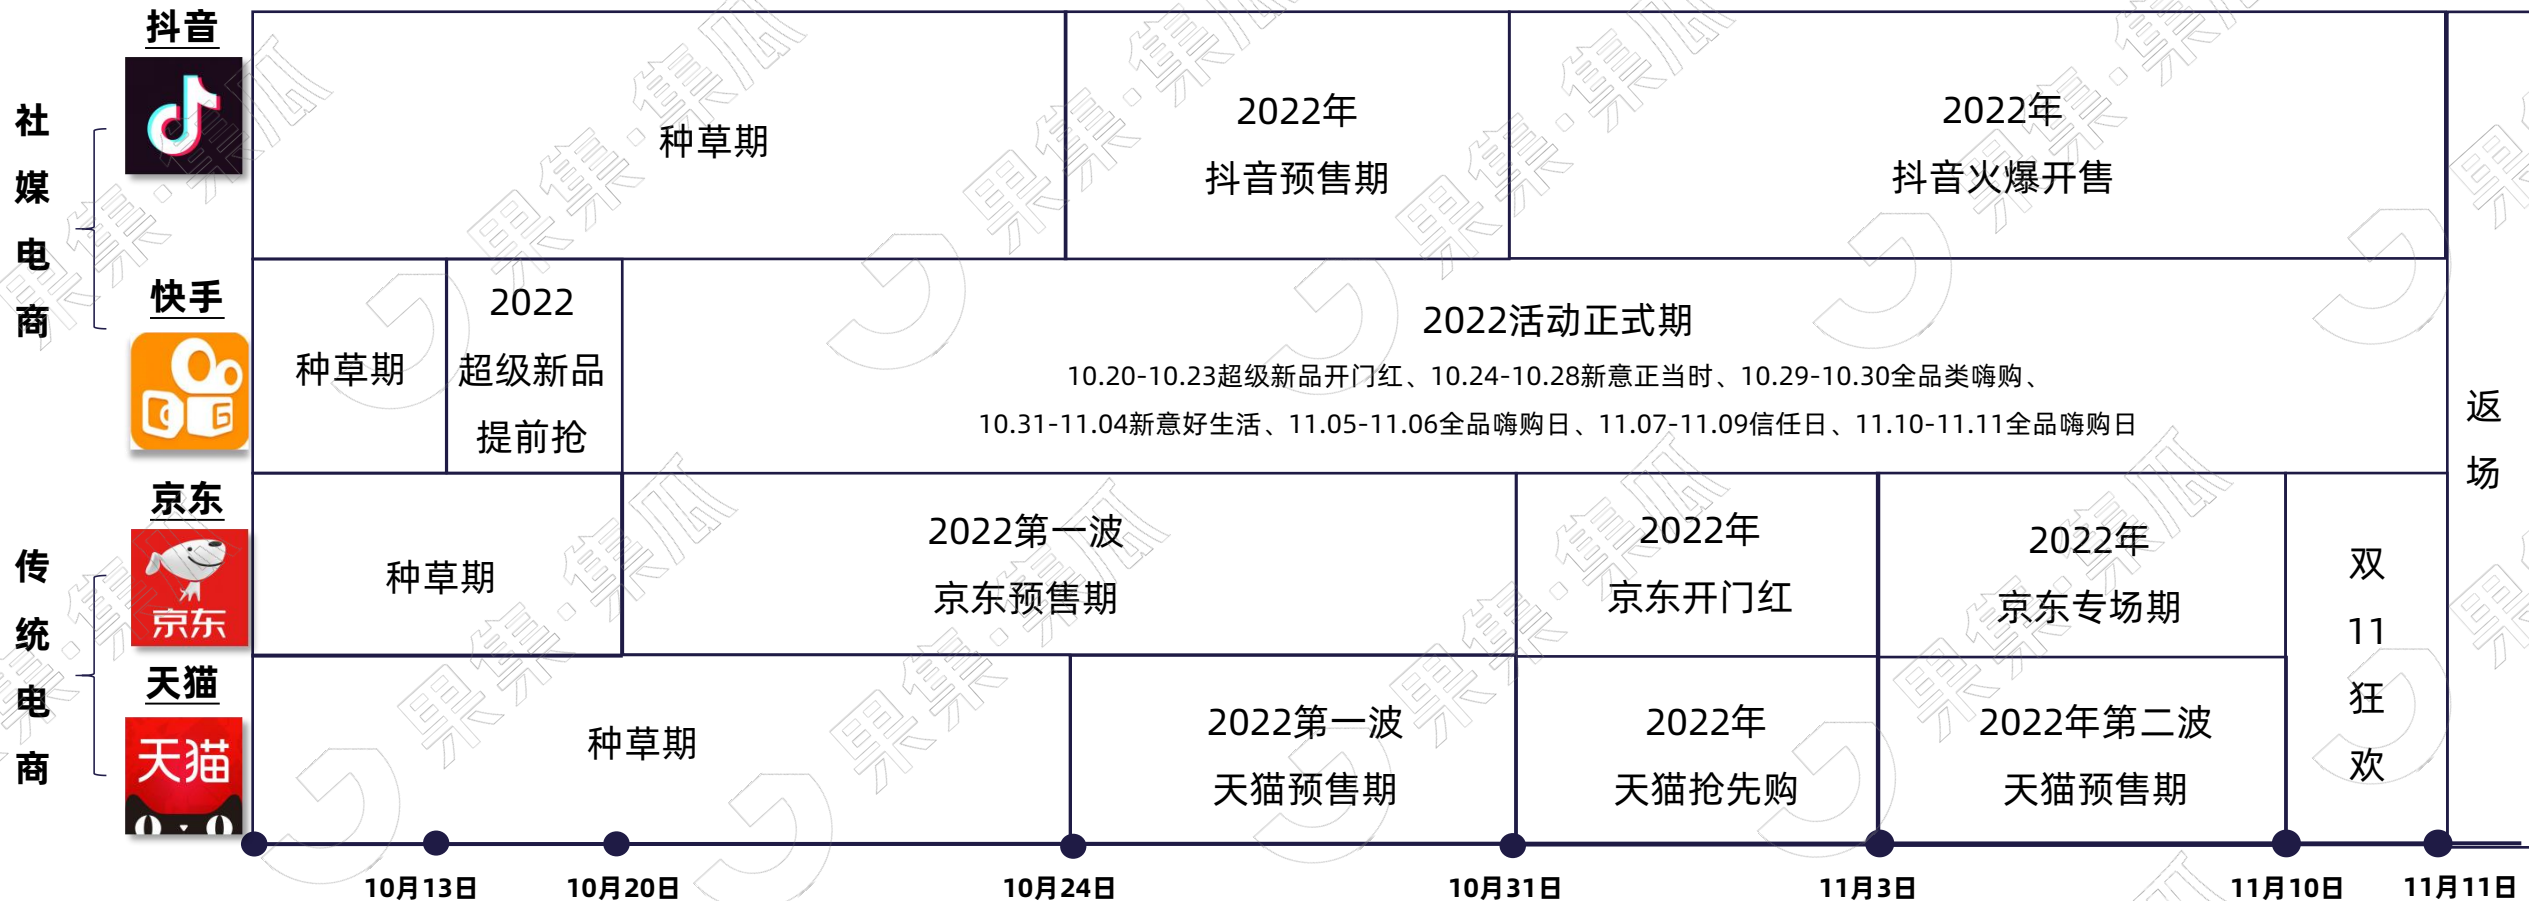 社媒电商
抖音
种草期
2022年
抖音预售期
2022年
抖音火爆开售
快手
种草期
2022
超级新品
提前抢
2022活动正式期
10.20-10.23超级新品开门红、10.24-10.28新意正当时、10.29-10.30全品类嗨购、
10.31-11.04新意好生活、11.05-11.06全品嗨购日、11.07-11.09信任日、11.10-11.11全品嗨购日
返场
传统电商
京东
京东
种草期
2022第一波
京东预售期
2022年
京东开门红
2022年
京东专场期
双11狂欢
天猫
天猫
种草期
2022第一波
天猫预售期
2022年
天猫抢先购
2022年第二波
天猫预售期
10月13日
10月20日
10月24日
10月31日
11月3日
11月10日
11月11日
果集·集瓜